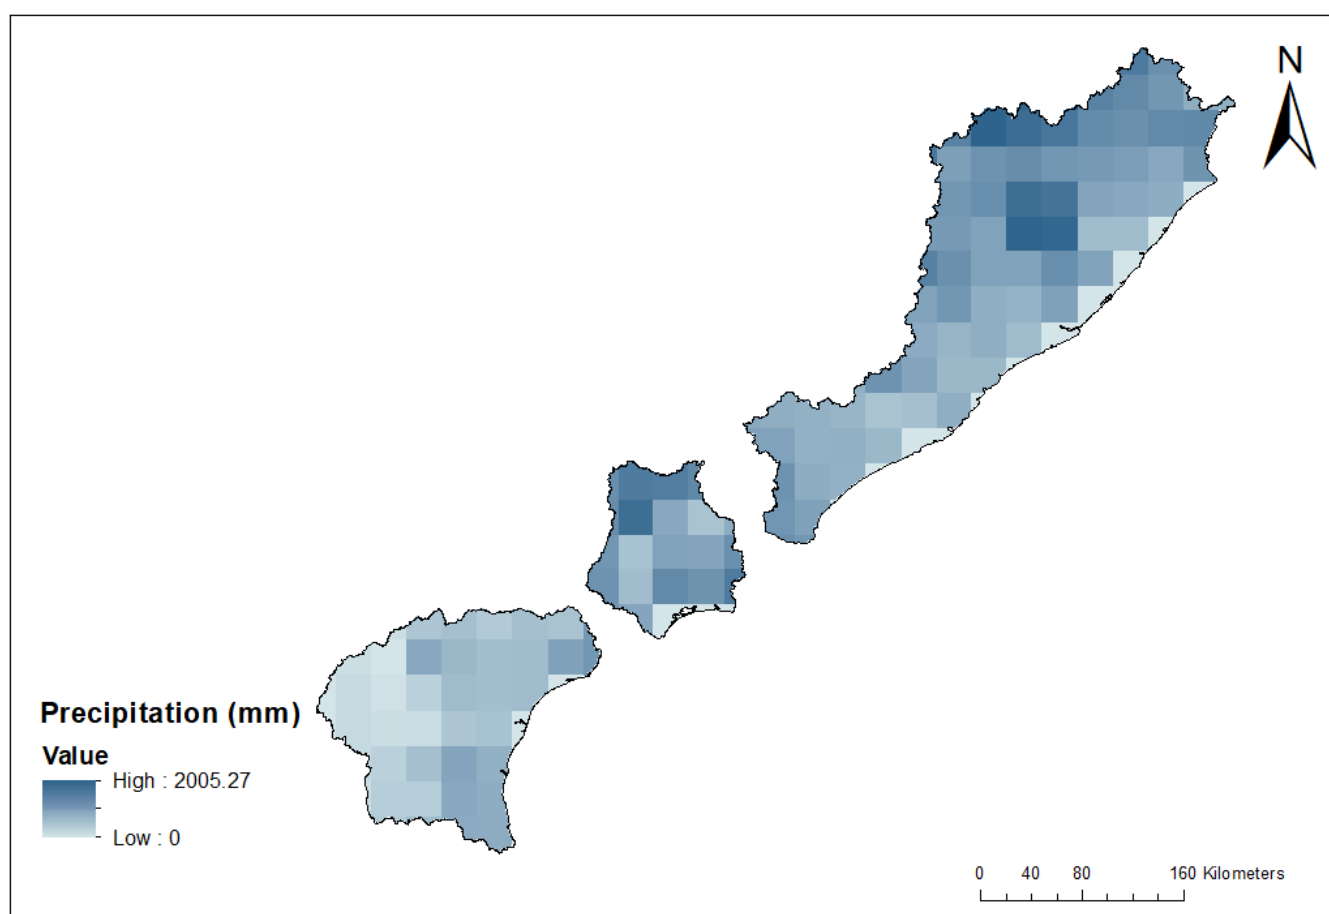 N
Precipitation (mm)
Value
High : 2005.27
Low : 0
0 40 80 160 Kilometers